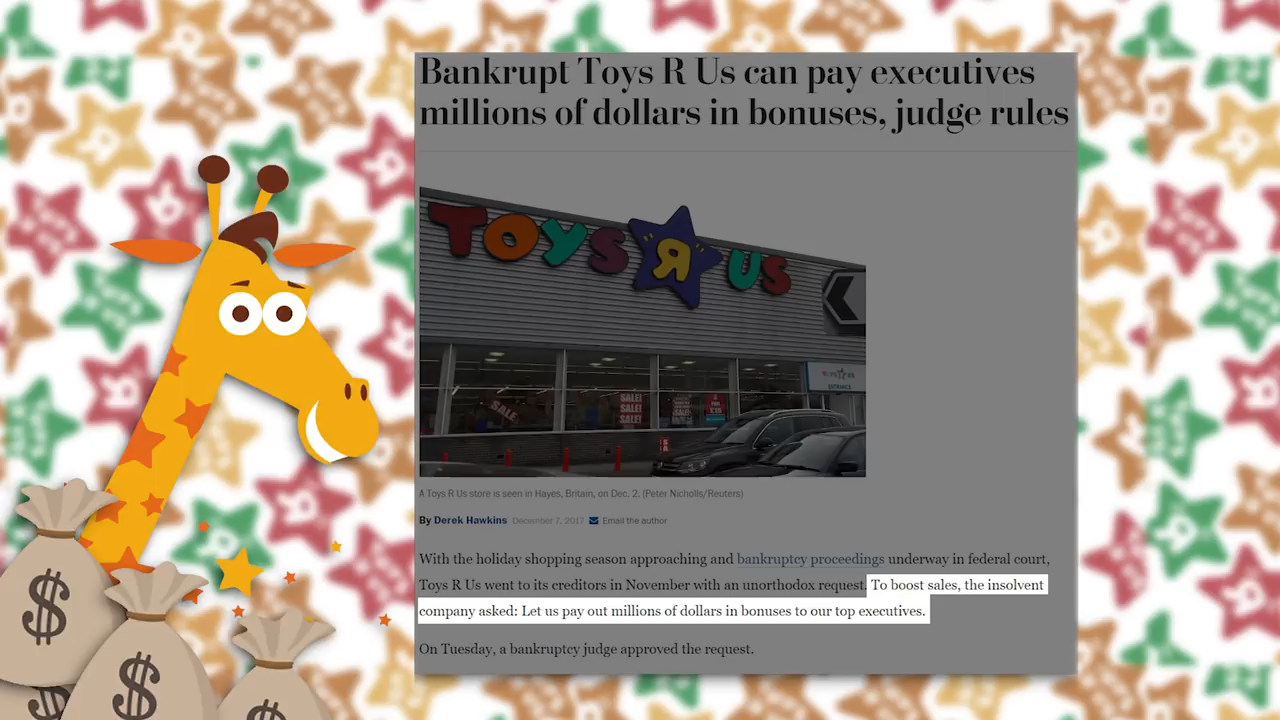 Bankrupt Toys R Us can pay executives
millions of dollars in bonuses, judge rules
TOYS R US
SALE
SALE!
SALE!
SALE!
ENTRANCE
A Toys R Us store is seen in Hayes, Britain, on Dec. 2. (Peter Nicholls/Reuters)
By Derek Hawkins December 7, 2017 Email the author
With the holiday shopping season approaching and bankruptcy proceedings underway in federal court,
Toys R Us went to its creditors in November with an unorthodox request. To boost sales, the insolvent
company asked: Let us pay out millions of dollars in bonuses to our top executives.
On Tuesday, a bankruptcy judge approved the request.
$
$
$
$